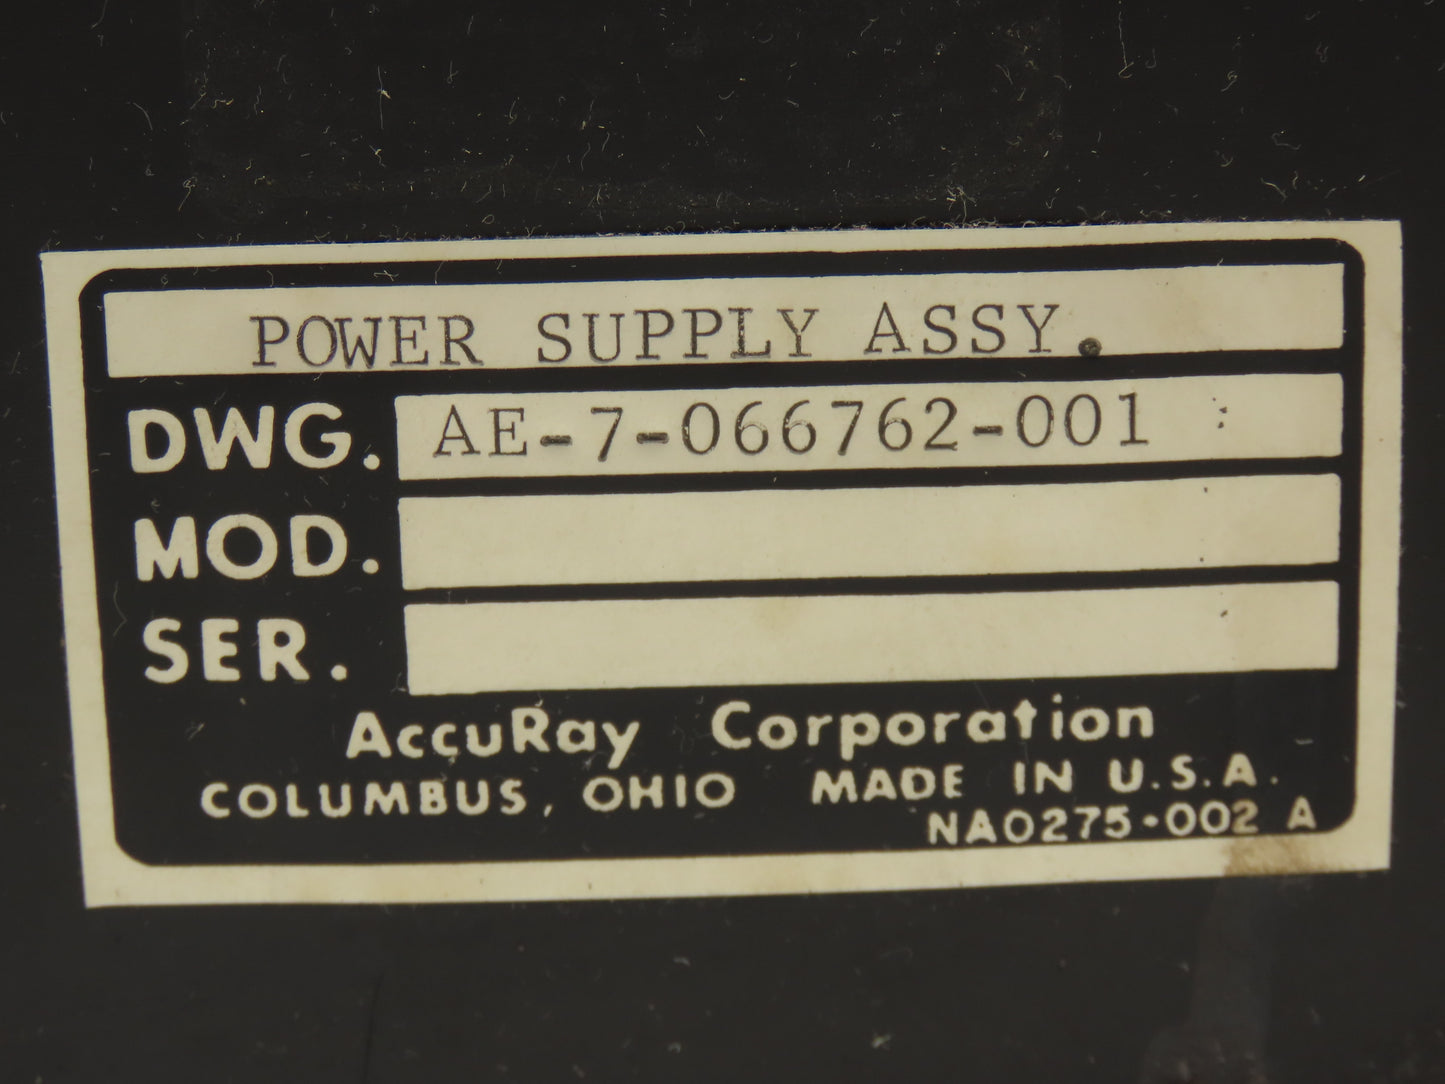 POWER SUPPLY ASSY.
DWG. AE-7-066762-001
MOD.
SER.
AccuRay Corporation
COLUMBUS, OHIO MADE IN U.S.A.
NA0275-002 A